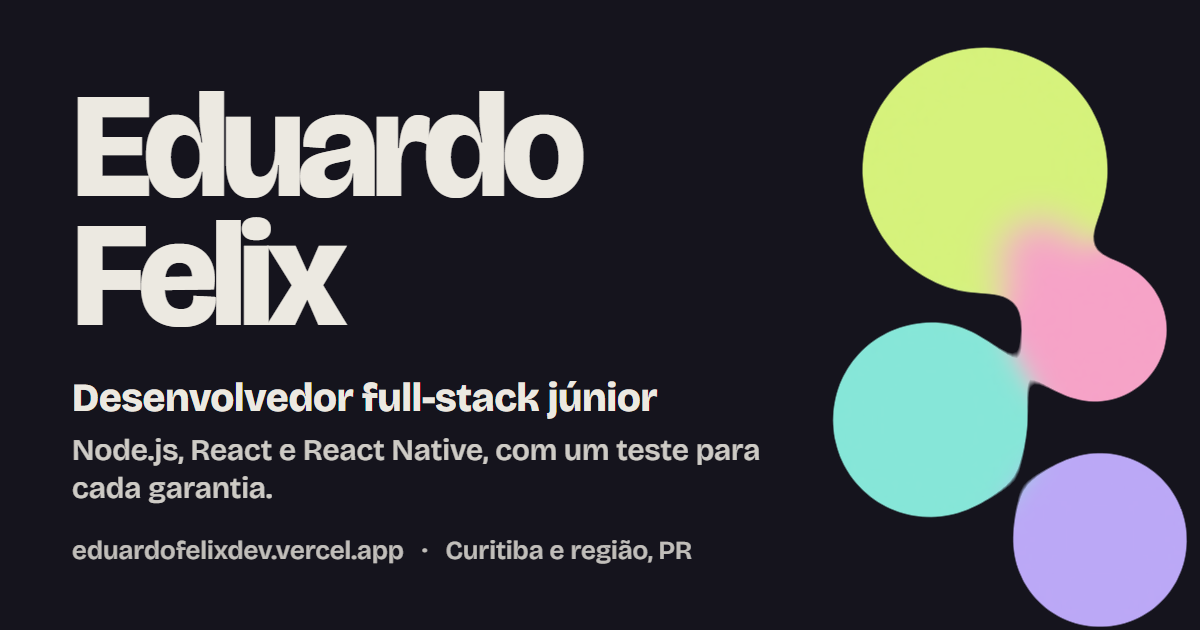 Eduardo
Felix
Desenvolvedor full-stack júnior
Node.js, React e React Native, com um teste para
cada garantia.
eduardofelixdev.vercel.app · Curitiba e região, PR